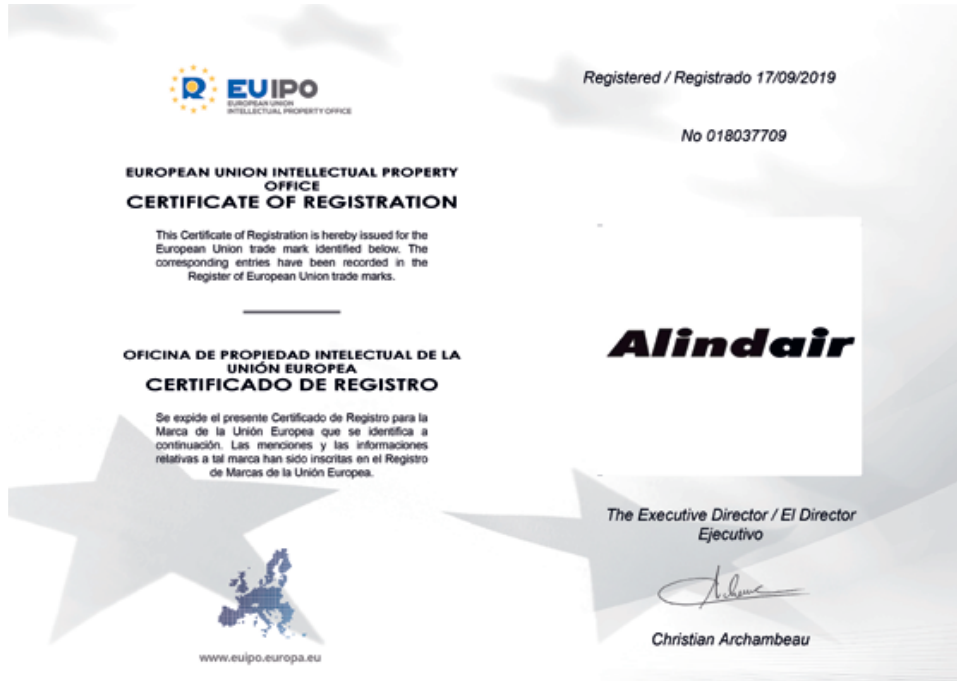 EUIPO
EUROPEAN UNION
INTELLECTUAL PROPERTY OFFICE
EUROPEAN UNION INTELLECTUAL PROPERTY
OFFICE
CERTIFICATE OF REGISTRATION
This Certificate of Registration is hereby issued for the
European Union trade mark identified below. The
corresponding entries have been recorded in the
Register of European Union trade marks.
OFICINA DE PROPIEDAD INTELECTUAL DE LA
UNIÓN EUROPEA
CERTIFICADO DE REGISTRO
Se expide el presente Certificado de Registro para la
Marca de la Unión Europea que se identifica a
continuación. Las menciones y las informaciones
relativas a tal marca han sido inscritas en el Registro
de Marcas de la Unión Europea.
www.euipo.europa.eu
Registered / Registrado 17/09/2019
No 018037709
Alindair
The Executive Director / El Director
Ejecutivo
Christian Archambeau